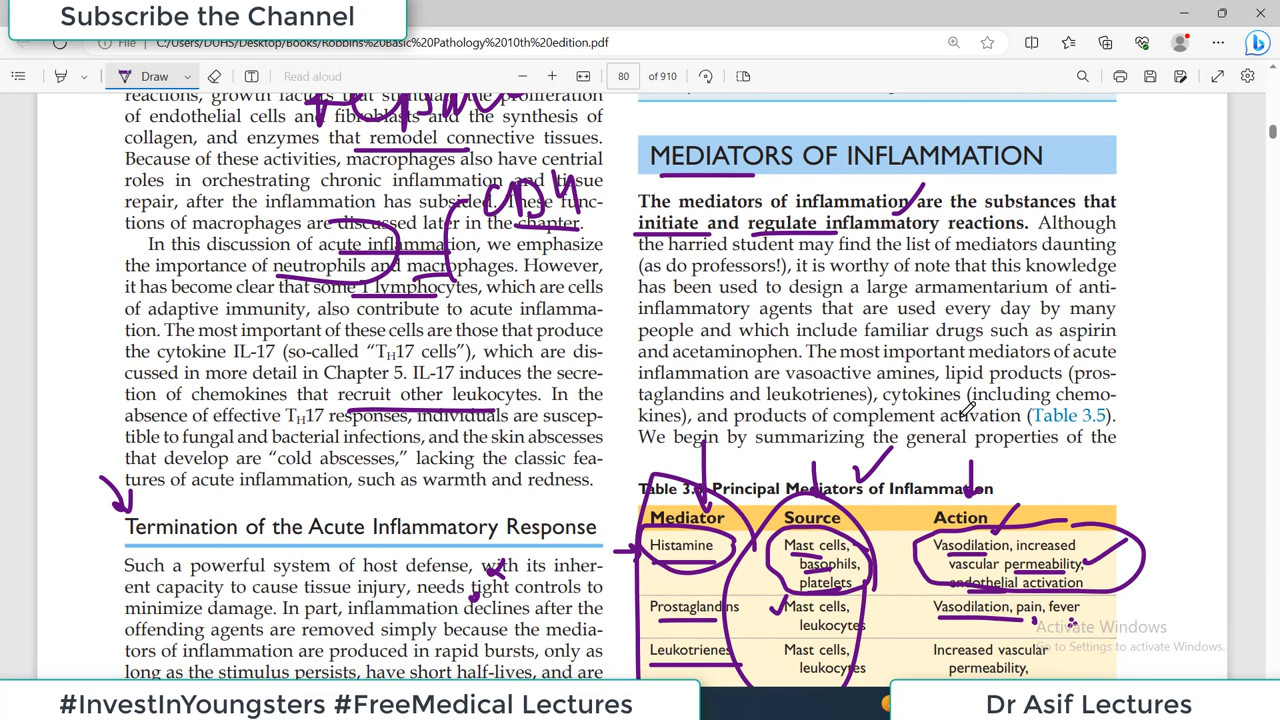 Subscribe the Channel
File
C:/Users/DUHS/Desktop/Books/Robbins%20Basic%20Pathology%2010th%20edition.pdf
Draw
Read aloud
80
of 910
reactions, growth factors that stimulate the proliferation
of endothelial cells and fibroblasts and the synthesis of
collagen, and enzymes that remodel connective tissues.
Because of these activities, macrophages also have centrial
roles in orchestrating chronic inflammation and tissue
repair, after the inflammation has subsided. These func-
tions of macrophages are discussed later in the chapter.
CD4
In this discussion of acute inflammation, we emphasize
the importance of neutrophils and macrophages. However,
it has become clear that some T lymphocytes, which are cells
of adaptive immunity, also contribute to acute inflamma-
tion. The most important of these cells are those that produce
the cytokine IL-17 (so-called “TH17 cells”), which are dis-
cussed in more detail in Chapter 5. IL-17 induces the secre-
tion of chemokines that recruit other leukocytes. In the
absence of effective TH17 responses, individuals are suscep-
tible to fungal and bacterial infections, and the skin abscesses
that develop are “cold abscesses,” lacking the classic fea-
tures of acute inflammation, such as warmth and redness.
Termination of the Acute Inflammatory Response
Such a powerful system of host defense, with its inher-
ent capacity to cause tissue injury, needs tight controls to
minimize damage. In part, inflammation declines after the
offending agents are removed simply because the media-
tors of inflammation are produced in rapid bursts, only as
long as the stimulus persists, have short half-lives, and are
MEDIATORS OF INFLAMMATION
The mediators of inflammation are the substances that
initiate and regulate inflammatory reactions. Although
the harried student may find the list of mediators daunting
(as do professors!), it is worthy of note that this knowledge
has been used to design a large armamentarium of anti-
inflammatory agents that are used every day by many
people and which include familiar drugs such as aspirin
and acetaminophen. The most important mediators of acute
inflammation are vasoactive amines, lipid products (pros-
taglandins and leukotrienes), cytokines (including chemo-
kines), and products of complement activation (Table 3.5).
We begin by summarizing the general properties of the
Table 3. Principal Mediators of Inflammation
Mediator Source Action
Histamine Mast cells, Vasodilation, increased
basophils, vascular permeability,
platelets endothelial activation
Prostaglandins Mast cells, Vasodilation, pain, fever
leukocytes
Leukotrienes Mast cells, Increased vascular
leukocytes permeability,
Activate Windows
Go to Settings to activate Windows.
#InvestInYoungsters #FreeMedical Lectures
Dr Asif Lectures